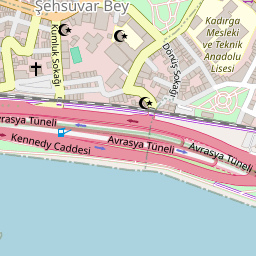 Şehsuvar Bey
Kadırga
Mesleki
ve Teknik
Anadolu
Lisesi
Kumluk Sokağı
Dönüş Sokağı
Avrasya Tüneli
Avrasya Tüneli
Avrasya Tüneli
Kennedy Caddesi